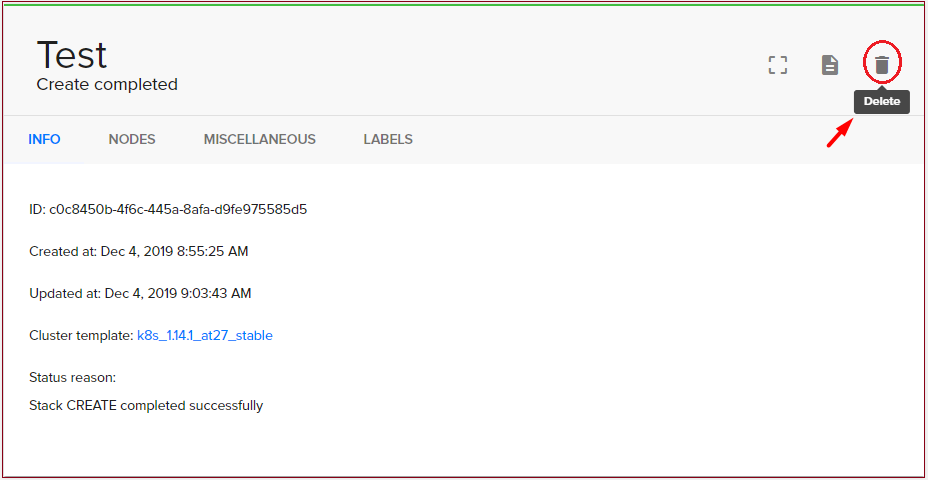 Test
Create completed
Delete
INFO NODES MISCELLANEOUS LABELS
ID: c0c8450b-4f6c-445a-8afa-d9fe975585d5
Created at: Dec 4, 2019 8:55:25 AM
Updated at: Dec 4, 2019 9:03:43 AM
Cluster template: k8s_1.14.1_at27_stable
Status reason:
Stack CREATE completed successfully